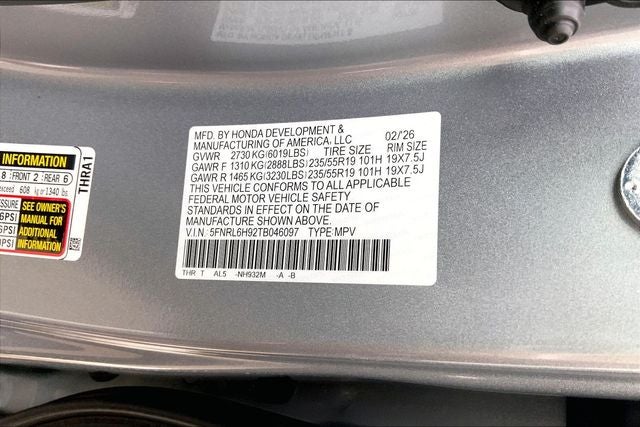 MFD. BY HONDA DEVELOPMENT &
MANUFACTURING OF AMERICA, LLC 02/'26
GVWR 2730 KG(6019LBS) TIRE SIZE RIM SIZE
GAWR F 1310 KG(2888LBS) 235/55R19 101H 19X7.5J
GAWR R 1465 KG(3230LBS) 235/55R19 101H 19X7.5J
THIS VEHICLE CONFORMS TO ALL APPLICABLE
FEDERAL MOTOR VEHICLE SAFETY
STANDARDS IN EFFECT ON THE DATE OF
MANUFACTURE SHOWN ABOVE.
V.I.N.: 5FNRL6H92TB046097 TYPE:MPV
THR T AL5 -NH932M -A -B
INFORMATION
8 FRONT 2 REAR 6
exceed 608 kg or 1340 lbs
SEE OWNER'S
MANUAL FOR
ADDITIONAL
INFORMATION
THRA1